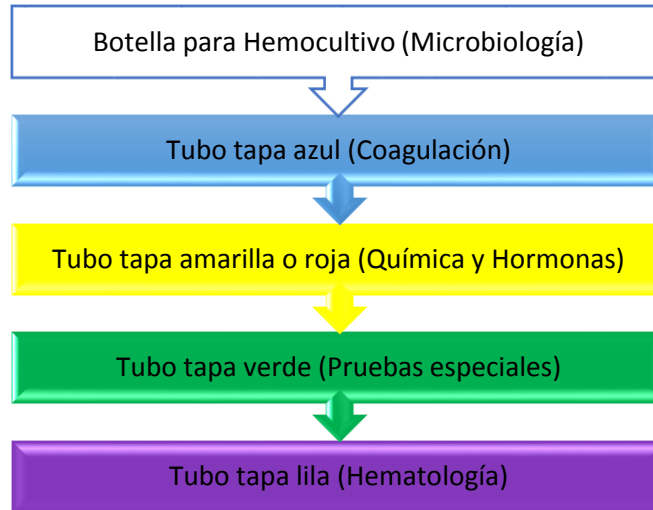 Botella para Hemocultivo (Microbiología)
Tubo tapa azul (Coagulación)
Tubo tapa amarilla o roja (Química y Hormonas)
Tubo tapa verde (Pruebas especiales)
Tubo tapa lila (Hematología)